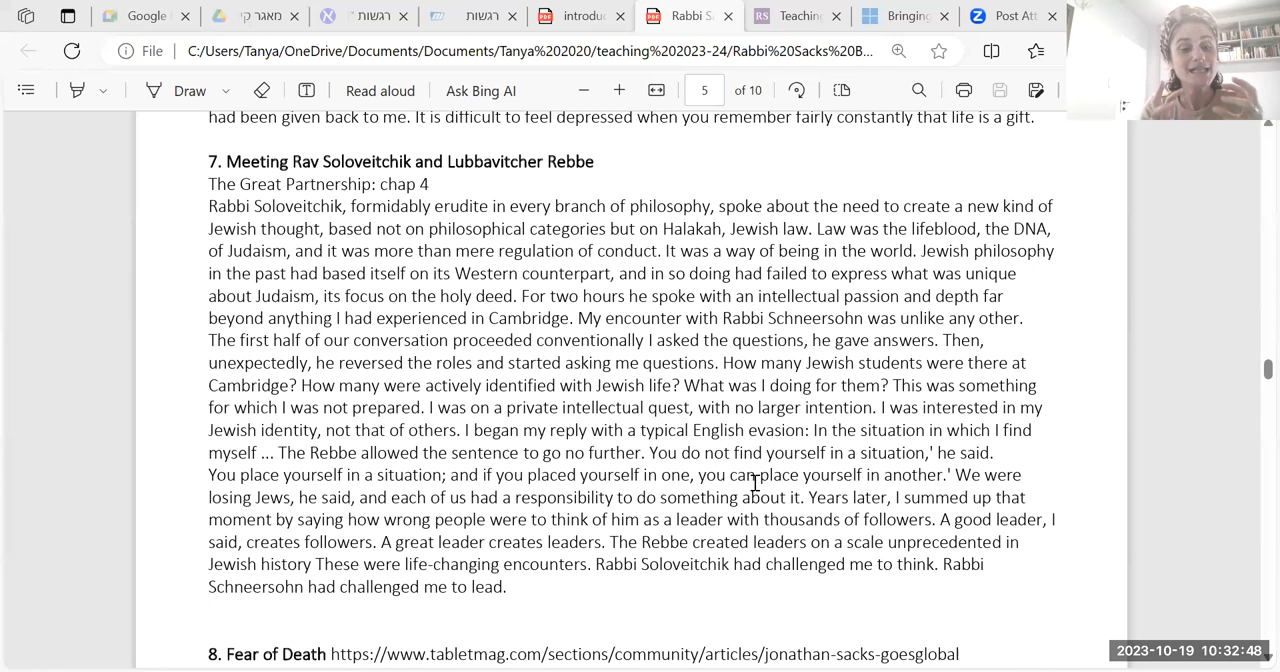 Google
מאגר קי
רגשות
רגשות
introdu
Rabbi S
Teaching
Bringing
Post Att
File
C:/Users/Tanya/OneDrive/Documents/Documents/Tanya%202020/teaching%202023-24/Rabbi%20Sacks%20B...
Draw
Read aloud
Ask Bing AI
5
of 10
had been given back to me. It is difficult to feel depressed when you remember fairly constantly that life is a gift.
7. Meeting Rav Soloveitchik and Lubbavitcher Rebbe
The Great Partnership: chap 4
Rabbi Soloveitchik, formidably erudite in every branch of philosophy, spoke about the need to create a new kind of
Jewish thought, based not on philosophical categories but on Halakah, Jewish law. Law was the lifeblood, the DNA,
of Judaism, and it was more than mere regulation of conduct. It was a way of being in the world. Jewish philosophy
in the past had based itself on its Western counterpart, and in so doing had failed to express what was unique
about Judaism, its focus on the holy deed. For two hours he spoke with an intellectual passion and depth far
beyond anything I had experienced in Cambridge. My encounter with Rabbi Schneersohn was unlike any other.
The first half of our conversation proceeded conventionally I asked the questions, he gave answers. Then,
unexpectedly, he reversed the roles and started asking me questions. How many Jewish students were there at
Cambridge? How many were actively identified with Jewish life? What was I doing for them? This was something
for which I was not prepared. I was on a private intellectual quest, with no larger intention. I was interested in my
Jewish identity, not that of others. I began my reply with a typical English evasion: In the situation in which I find
myself ... The Rebbe allowed the sentence to go no further. You do not find yourself in a situation,' he said.
You place yourself in a situation; and if you placed yourself in one, you can place yourself in another.' We were
losing Jews, he said, and each of us had a responsibility to do something about it. Years later, I summed up that
moment by saying how wrong people were to think of him as a leader with thousands of followers. A good leader, I
said, creates followers. A great leader creates leaders. The Rebbe created leaders on a scale unprecedented in
Jewish history These were life-changing encounters. Rabbi Soloveitchik had challenged me to think. Rabbi
Schneersohn had challenged me to lead.
8. Fear of Death https://www.tabletmag.com/sections/community/articles/jonathan-sacks-goesglobal
2023-10-19 10:32:48